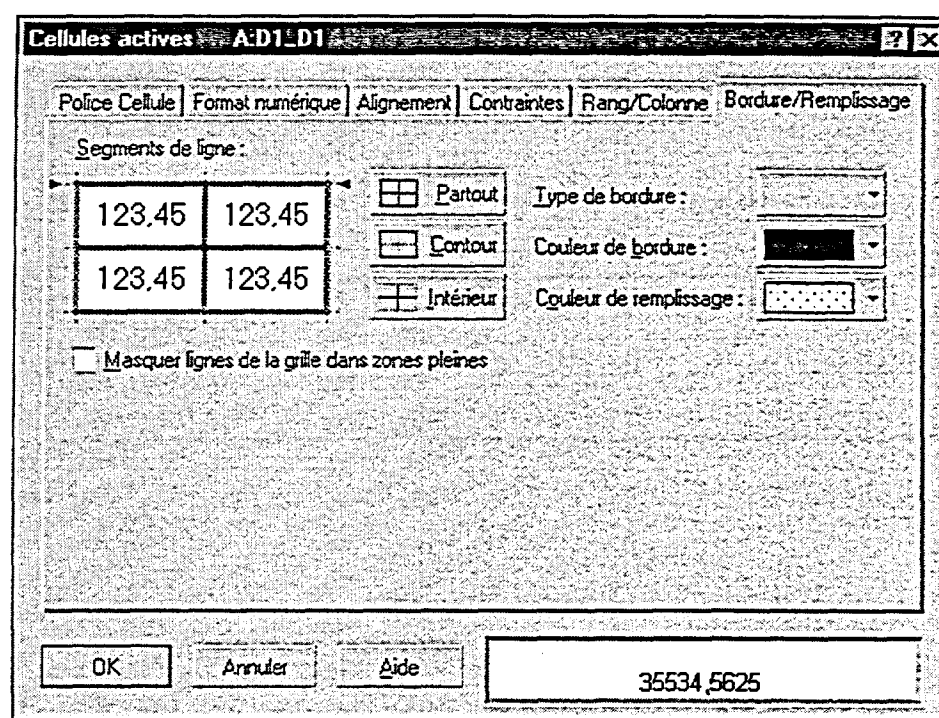 Cellules actives A:D1..D1
Police Cellule Format numérique Alignement Contraintes Rang/Colonne Bordure/Remplissage
Segments de ligne :
123,45 123,45
123,45 123,45
Partout
Contour
Intérieur
Type de bordure :
Couleur de bordure :
Couleur de remplissage :
Masquer lignes de la grille dans zones pleines
OK Annuler Aide
35534,5625